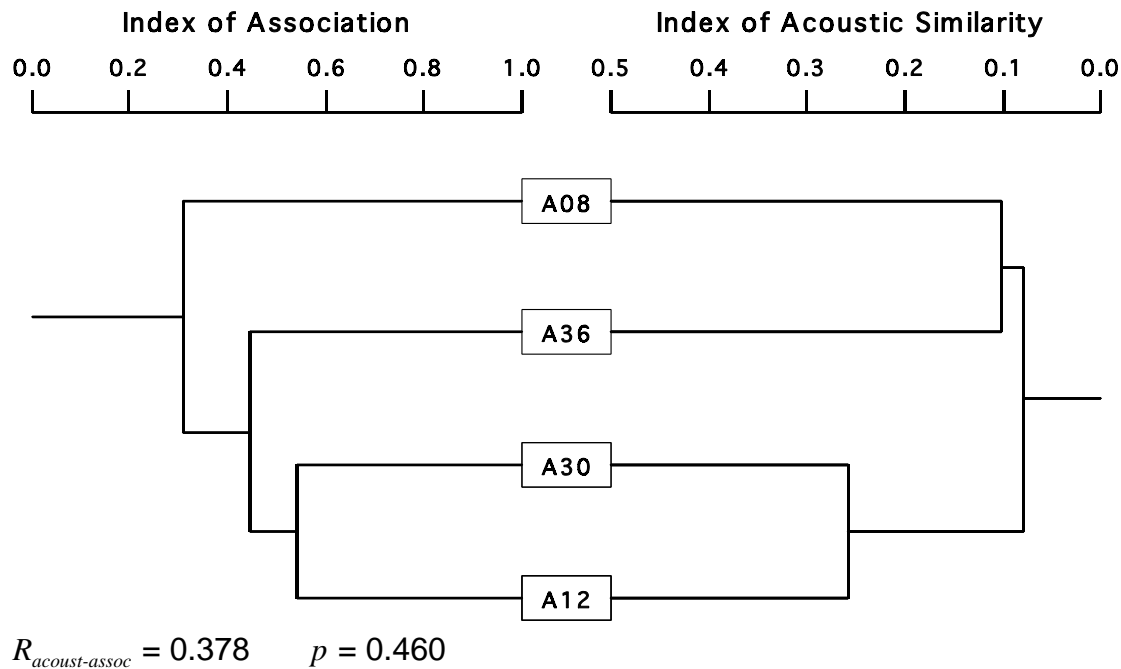 Index of Association Index of Acoustic Similarity
0.0 0.2 0.4 0.6 0.8 1.0 0.5 0.4 0.3 0.2 0.1 0.0
A08
A36
A30
A12
Racoust-assoc = 0.378 p = 0.460